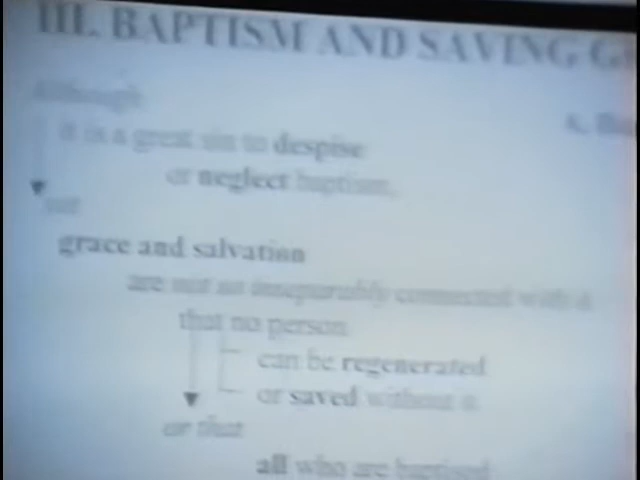 III. BAPTISM AND SAVING G
Although
it is a great sin to despise
or neglect baptism,
yet
grace and salvation
are not so inseparably connected with it
that no person
can be regenerated
or saved without it
or that
all who are baptised